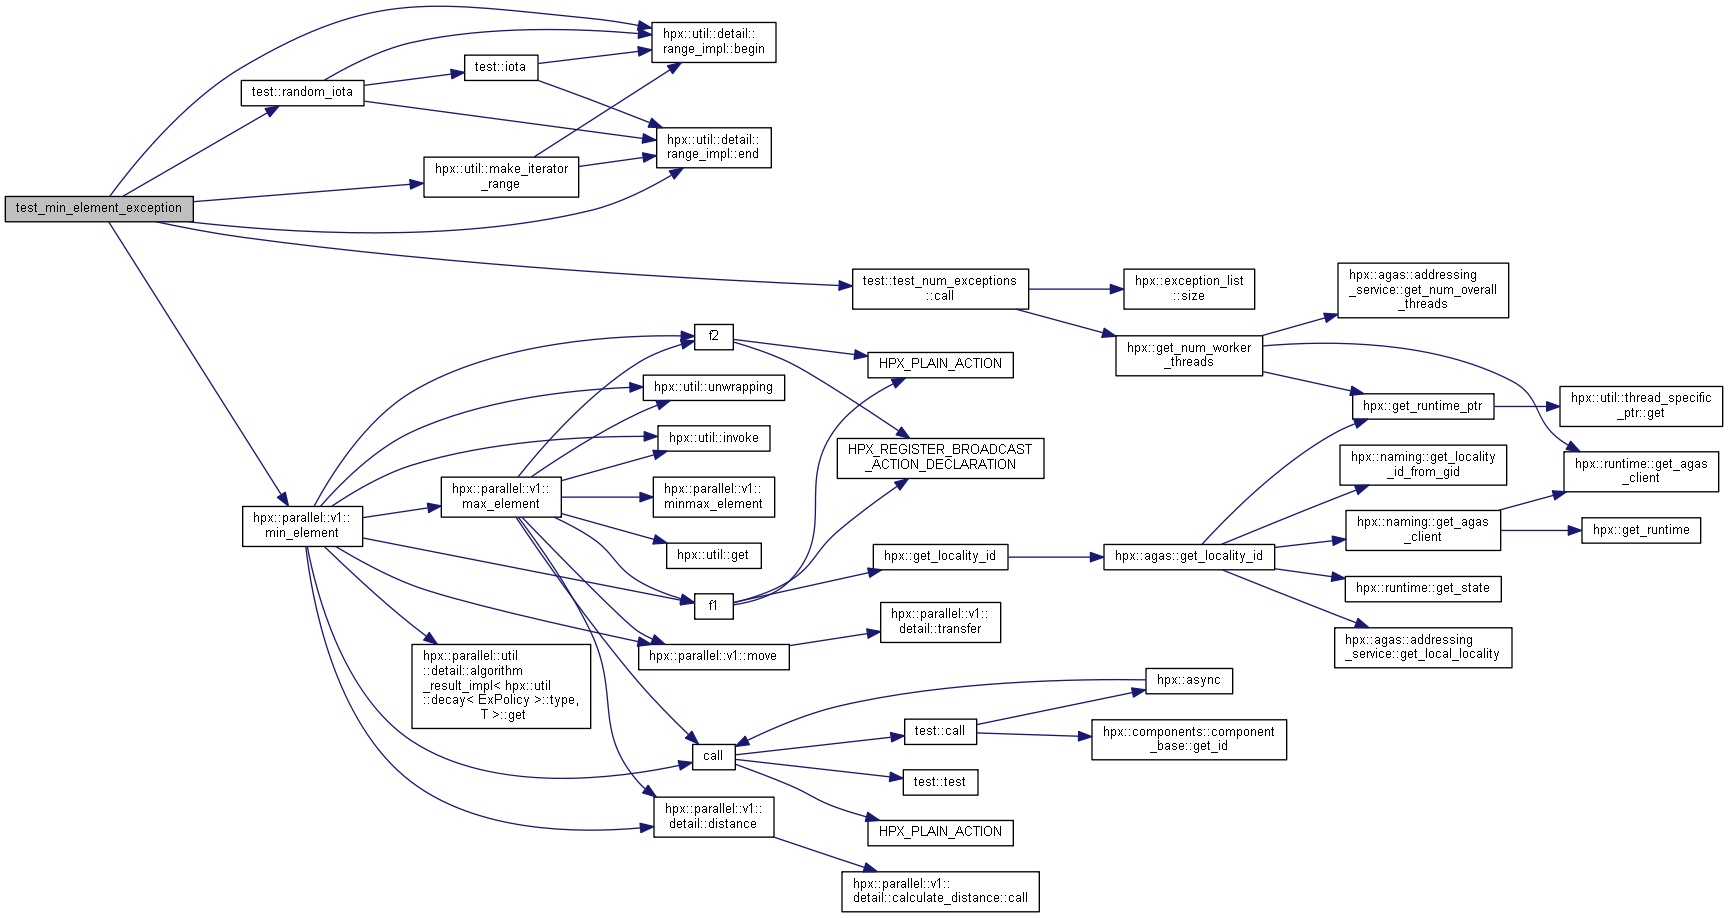 test_min_element_exception
hpx::util::detail::
range_impl::begin
test::iota
test::random_iota
hpx::util::detail::
range_impl::end
hpx::util::make_iterator
_range
test::test_num_exceptions
::call
hpx::exception_list
::size
hpx::agas::addressing
_service::get_num_overall
_threads
hpx::get_num_worker
_threads
f2
HPX_PLAIN_ACTION
hpx::util::unwrapping
hpx::get_runtime_ptr
hpx::util::thread_specific
_ptr::get
hpx::util::invoke
HPX_REGISTER_BROADCAST
_ACTION_DECLARATION
hpx::naming::get_locality
_id_from_gid
hpx::runtime::get_agas
_client
hpx::parallel::v1::
max_element
hpx::parallel::v1::
minmax_element
hpx::parallel::v1::
min_element
hpx::naming::get_agas
_client
hpx::get_runtime
hpx::util::get
hpx::get_locality_id
hpx::agas::get_locality_id
hpx::runtime::get_state
f1
hpx::parallel::v1::
detail::transfer
hpx::agas::addressing
_service::get_local_locality
hpx::parallel::v1::move
hpx::parallel::util
::detail::algorithm
_result_impl< hpx::util
::decay< ExPolicy >::type,
T >::get
hpx::async
test::call
hpx::components::component
_base::get_id
call
test::test
hpx::parallel::v1::
detail::distance
HPX_PLAIN_ACTION
hpx::parallel::v1::
detail::calculate_distance::call